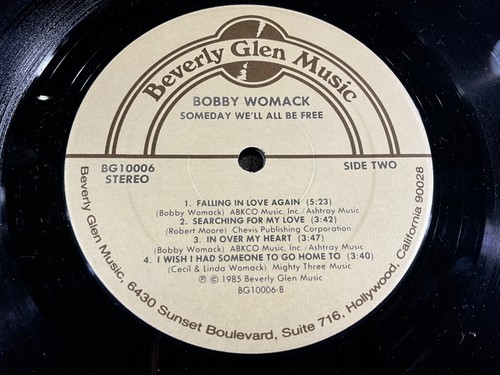 Beverly Glen Music
BOBBY WOMACK
SOMEDAY WE'LL ALL BE FREE
BG10006
STEREO
SIDE TWO
1. FALLING IN LOVE AGAIN (5:23)
(Bobby Womack) ABKCO Music, Inc./Ashtray Music
2. SEARCHING FOR MY LOVE (3:42)
(Robert Moore) Chevis Publishing Corporation
3. IN OVER MY HEART (3:47)
(Bobby Womack) ABKCO Music, Inc./Ashtray Music
4. I WISH I HAD SOMEONE TO GO HOME TO (3:40)
(Cecil & Linda Womack) Mighty Three Music
℗ © 1985 Beverly Glen Music
BG10006-B
Beverly Glen Music, 6430 Sunset Boulevard, Suite 716, Hollywood, California 90028